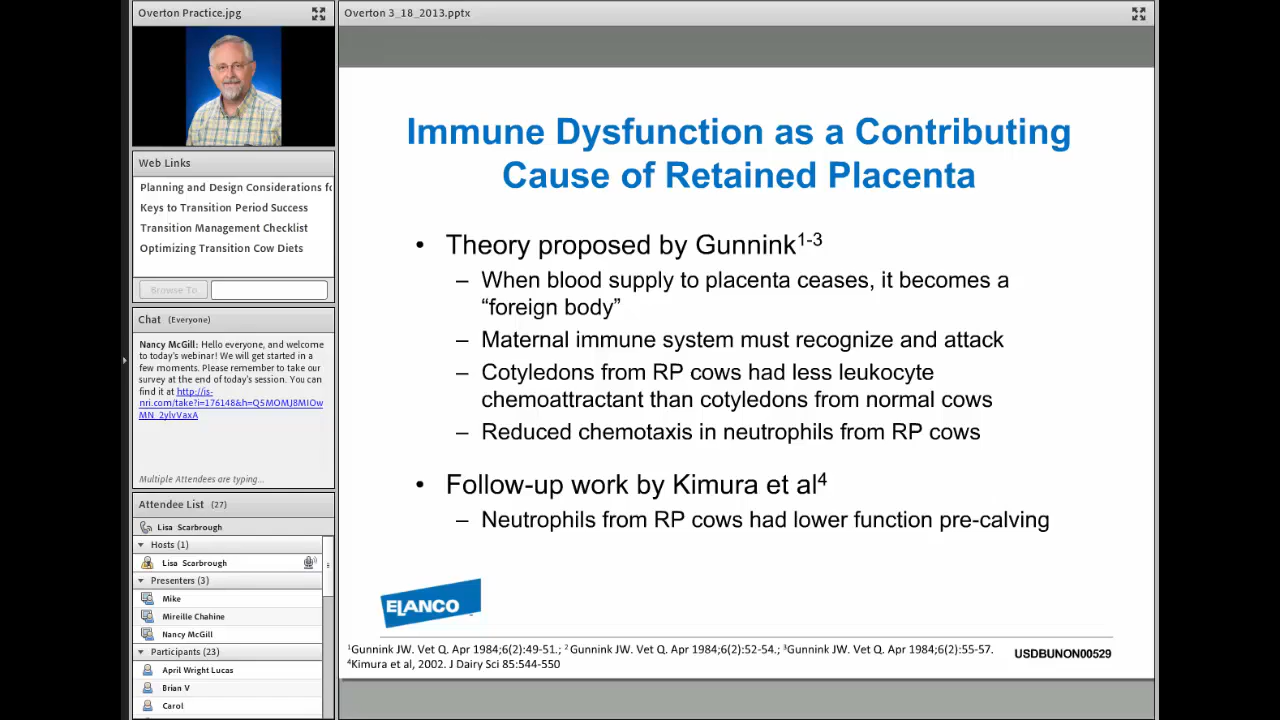 Overton Practice.jpg
Web Links
Planning and Design Considerations fo
Keys to Transition Period Success
Transition Management Checklist
Optimizing Transition Cow Diets
Browse To
Chat (Everyone)
Nancy McGill: Hello everyone, and welcome
to today's webinar! We will get started in a
few moments. Please remember to take our
survey at the end of today's session. You can
find it at http://is-
nri.com/take?i=176148&h=Q5MOMJ8MIOw
MN_2ylvVaxA
Multiple Attendees are typing...
Attendee List (27)
Lisa Scarbrough
Hosts (1)
Lisa Scarbrough
Presenters (3)
Mike
Mireille Chahine
Nancy McGill
Participants (23)
April Wright Lucas
Brian V
Carol
Overton 3_18_2013.pptx
Immune Dysfunction as a Contributing
Cause of Retained Placenta
• Theory proposed by Gunnink1-3
– When blood supply to placenta ceases, it becomes a
“foreign body”
– Maternal immune system must recognize and attack
– Cotyledons from RP cows had less leukocyte
chemoattractant than cotyledons from normal cows
– Reduced chemotaxis in neutrophils from RP cows
• Follow-up work by Kimura et al4
– Neutrophils from RP cows had lower function pre-calving
ELANCO
1Gunnink JW. Vet Q. Apr 1984;6(2):49-51.; 2Gunnink JW. Vet Q. Apr 1984;6(2):52-54.; 3Gunnink JW. Vet Q. Apr 1984;6(2):55-57.
4Kimura et al, 2002. J Dairy Sci 85:544-550
USDBUNON00529